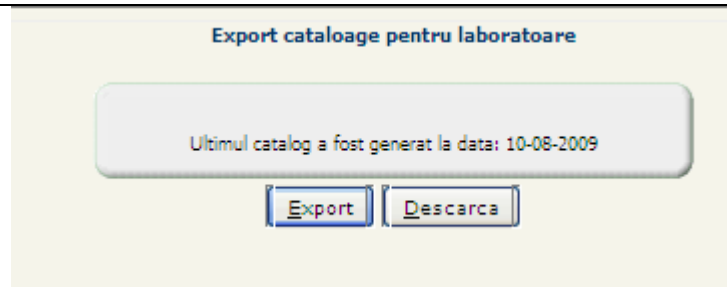 Export cataloage pentru laboratoare
Ultimul catalog a fost generat la data: 10-08-2009
Export Descarca